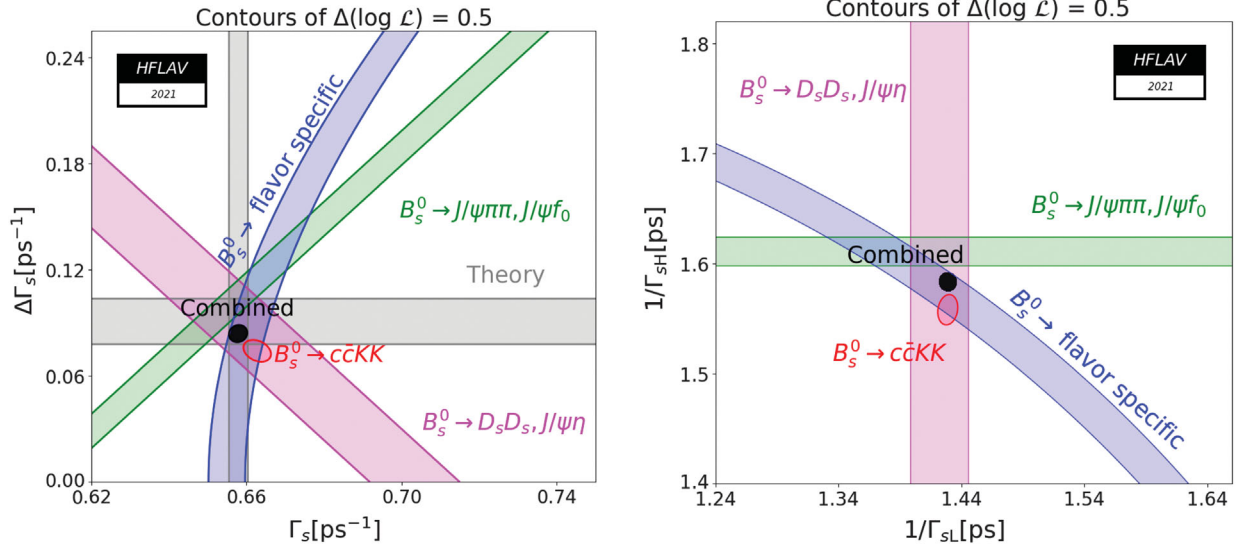 Contours of Δ(log ℒ) = 0.5
HFLAV
2021
0.24
0.18
0.12
0.06
0.00
ΔΓₛ[ps⁻¹]
B⁰ₛ → flavor specific
B⁰ₛ → J/ψππ, J/ψf₀
Theory
Combined
B⁰ₛ → cc̄KK
B⁰ₛ → DₛDₛ, J/ψη
0.62
0.66
0.70
0.74
Γₛ[ps⁻¹]
Contours of Δ(log ℒ) = 0.5
HFLAV
2021
1.8
1.7
1.6
1.5
1.4
1/ΓsH[ps]
B⁰ₛ → DₛDₛ, J/ψη
B⁰ₛ → J/ψππ, J/ψf₀
Combined
B⁰ₛ → flavor specific
B⁰ₛ → cc̄KK
1.24
1.34
1.44
1.54
1.64
1/ΓsL[ps]